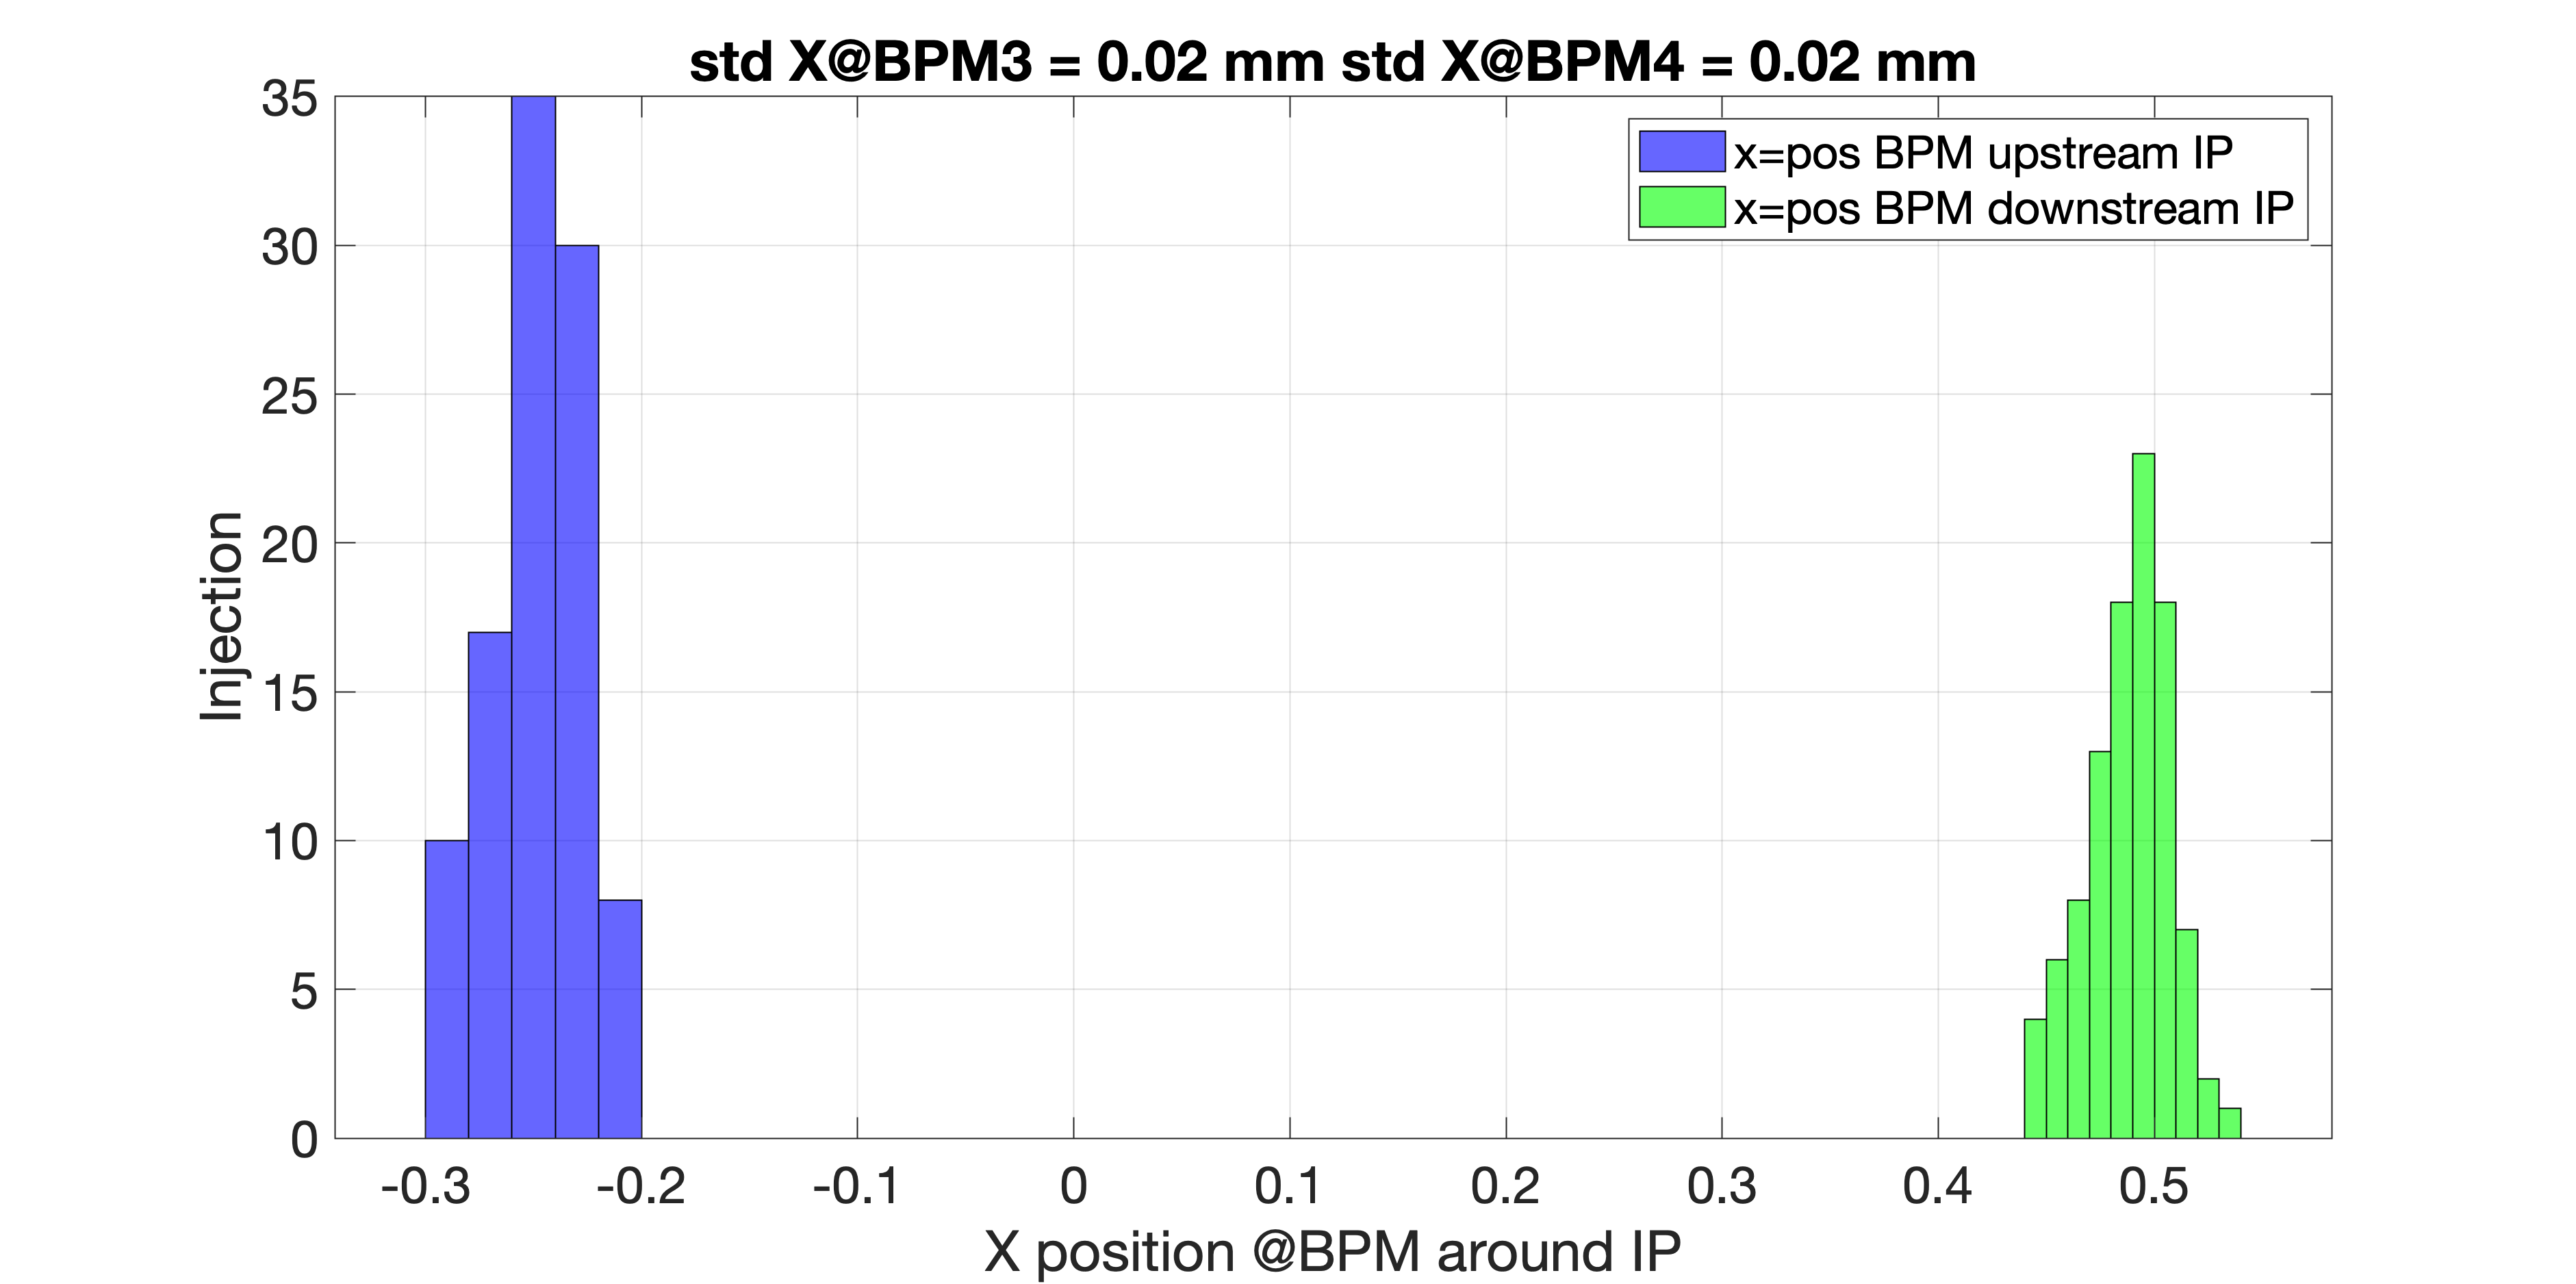 std X@BPM3 = 0.02 mm std X@BPM4 = 0.02 mm
35
30
25
20
15
10
5
0
Injection
x=pos BPM upstream IP
x=pos BPM downstream IP
-0.3 -0.2 -0.1 0 0.1 0.2 0.3 0.4 0.5
X position @BPM around IP